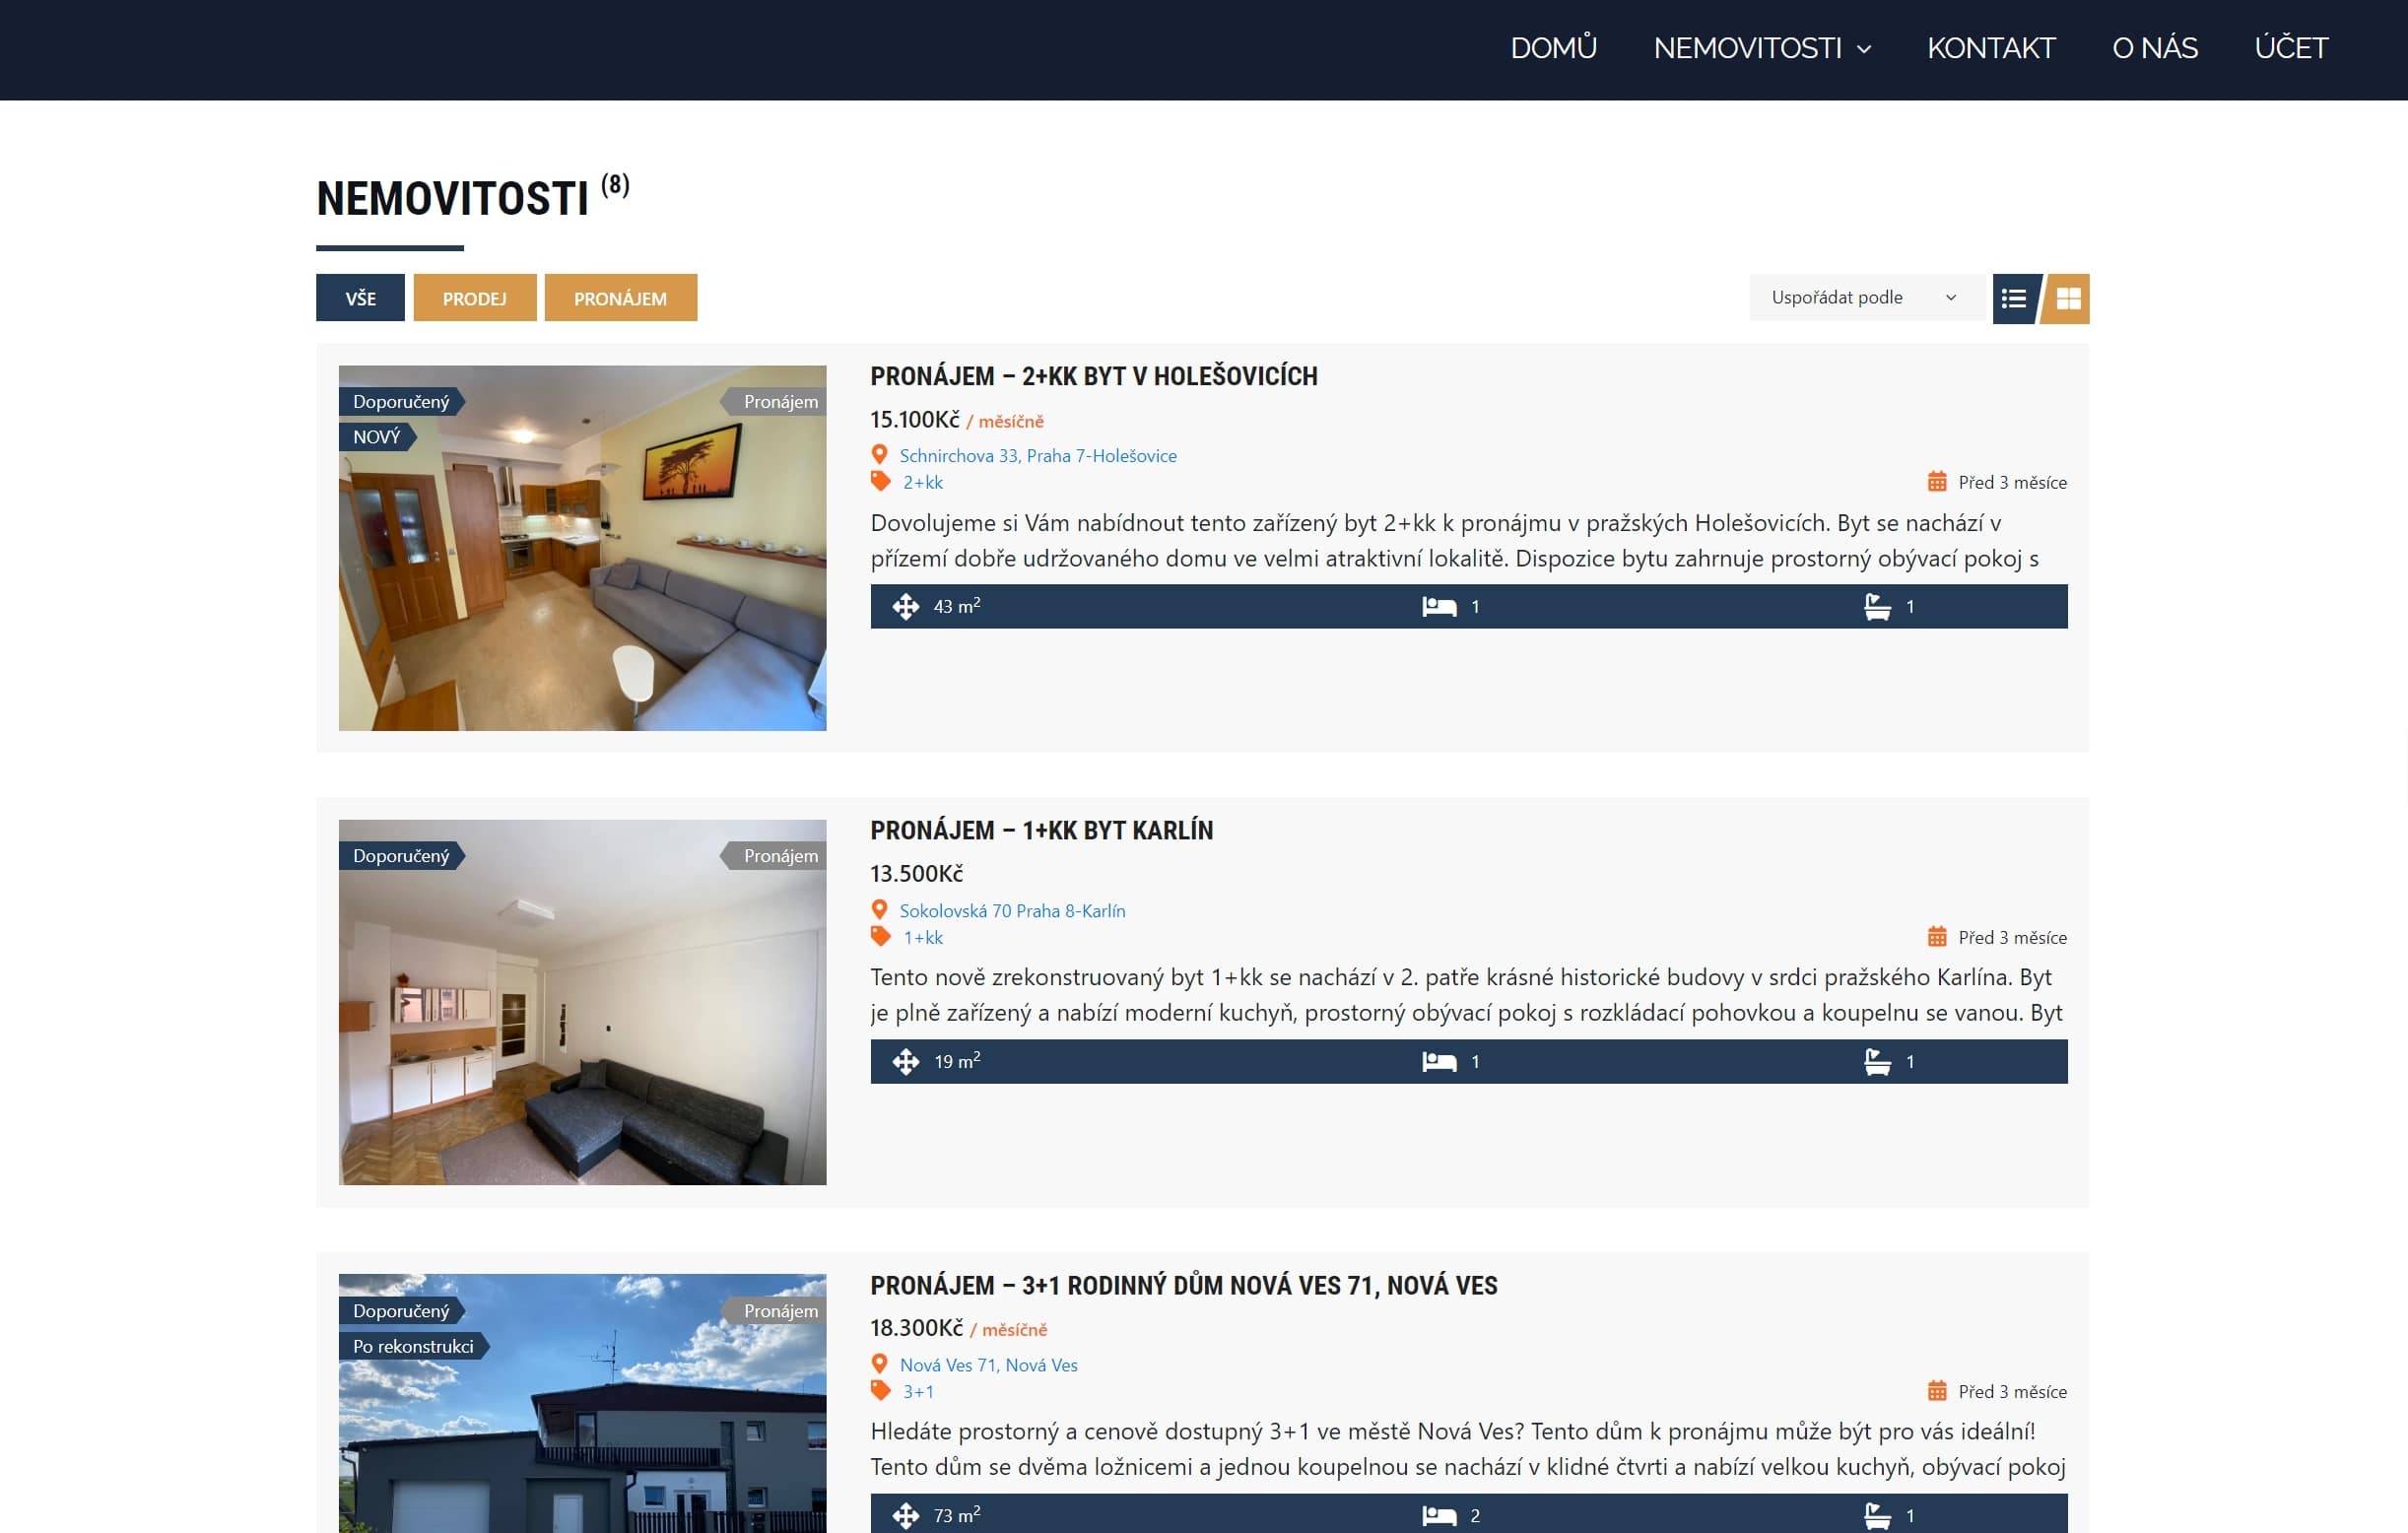 DOMŮ NEMOVITOSTI KONTAKT O NÁS ÚČET
NEMOVITOSTI (8)
VŠE PRODEJ PRONÁJEM Uspořádat podle
Doporučený Pronájem
NOVÝ
PRONÁJEM – 2+KK BYT V HOLEŠOVICÍCH
15.100Kč / měsíčně
Schnirchova 33, Praha 7-Holešovice
2+kk Před 3 měsíce
Dovolujeme si Vám nabídnout tento zařízený byt 2+kk k pronájmu v pražských Holešovicích. Byt se nachází v
přízemí dobře udržovaného domu ve velmi atraktivní lokalitě. Dispozice bytu zahrnuje prostorný obývací pokoj s
43 m² 1 1
Doporučený Pronájem
PRONÁJEM – 1+KK BYT KARLÍN
13.500Kč
Sokolovská 70 Praha 8-Karlín
1+kk Před 3 měsíce
Tento nově zrekonstruovaný byt 1+kk se nachází v 2. patře krásné historické budovy v srdci pražského Karlína. Byt
je plně zařízený a nabízí moderní kuchyň, prostorný obývací pokoj s rozkládací pohovkou a koupelnu se vanou. Byt
19 m² 1 1
Doporučený Pronájem
Po rekonstrukci
PRONÁJEM – 3+1 RODINNÝ DŮM NOVÁ VES 71, NOVÁ VES
18.300Kč / měsíčně
Nová Ves 71, Nová Ves
3+1 Před 3 měsíce
Hledáte prostorný a cenově dostupný 3+1 ve městě Nová Ves? Tento dům k pronájmu může být pro vás ideální!
Tento dům se dvěma ložnicemi a jednou koupelnou se nachází v klidné čtvrti a nabízí velkou kuchyň, obývací pokoj
73 m² 2 1